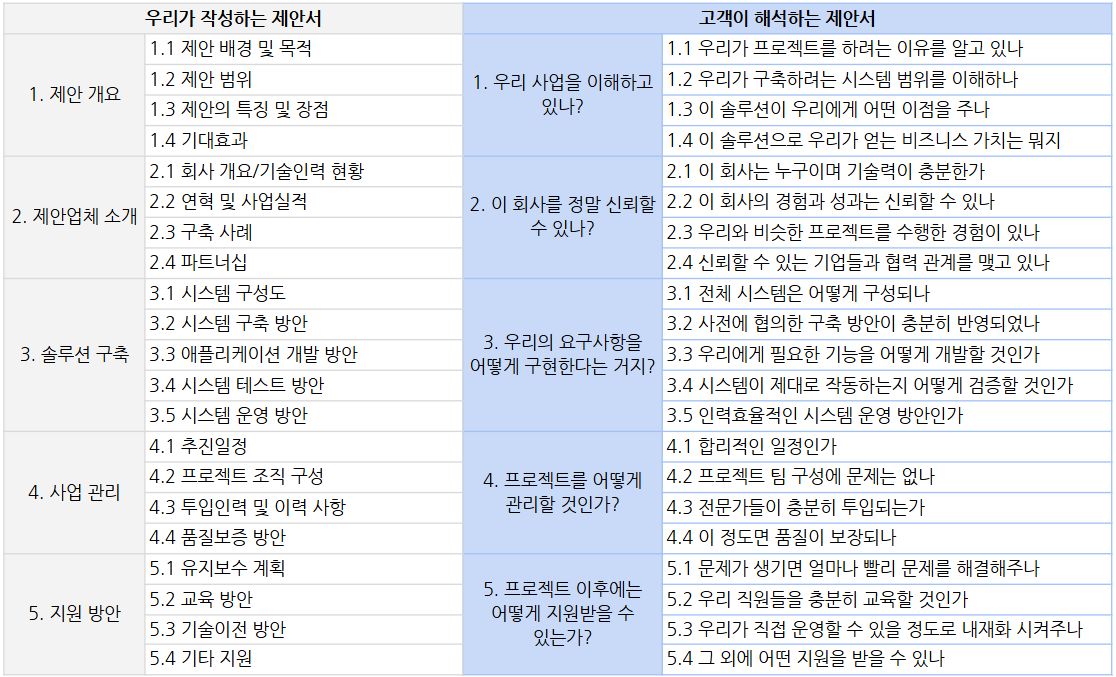 우리가 작성하는 제안서
고객이 해석하는 제안서
1. 제안 개요
1.1 제안 배경 및 목적
1.2 제안 범위
1.3 제안의 특징 및 장점
1.4 기대효과
1. 우리 사업을 이해하고
있나?
1.1 우리가 프로젝트를 하려는 이유를 알고 있나
1.2 우리가 구축하려는 시스템 범위를 이해하나
1.3 이 솔루션이 우리에게 어떤 이점을 주나
1.4 이 솔루션으로 우리가 얻는 비즈니스 가치는 뭐지
2. 제안업체 소개
2.1 회사 개요/기술인력 현황
2.2 연혁 및 사업실적
2.3 구축 사례
2.4 파트너십
2. 이 회사를 정말 신뢰할
수 있나?
2.1 이 회사는 누구이며 기술력이 충분한가
2.2 이 회사의 경험과 성과는 신뢰할 수 있나
2.3 우리와 비슷한 프로젝트를 수행한 경험이 있나
2.4 신뢰할 수 있는 기업들과 협력 관계를 맺고 있나
3. 솔루션 구축
3.1 시스템 구성도
3.2 시스템 구축 방안
3.3 애플리케이션 개발 방안
3.4 시스템 테스트 방안
3.5 시스템 운영 방안
3. 우리의 요구사항을
어떻게 구현한다는 거지?
3.1 전체 시스템은 어떻게 구성되나
3.2 사전에 협의한 구축 방안이 충분히 반영되었나
3.3 우리에게 필요한 기능을 어떻게 개발할 것인가
3.4 시스템이 제대로 작동하는지 어떻게 검증할 것인가
3.5 인력효율적인 시스템 운영 방안인가
4. 사업 관리
4.1 추진일정
4.2 프로젝트 조직 구성
4.3 투입인력 및 이력 사항
4.4 품질보증 방안
4. 프로젝트를 어떻게
관리할 것인가?
4.1 합리적인 일정인가
4.2 프로젝트 팀 구성에 문제는 없나
4.3 전문가들이 충분히 투입되는가
4.4 이 정도면 품질이 보장되나
5. 지원 방안
5.1 유지보수 계획
5.2 교육 방안
5.3 기술이전 방안
5.4 기타 지원
5. 프로젝트 이후에는
어떻게 지원받을 수
있는가?
5.1 문제가 생기면 얼마나 빨리 문제를 해결해주나
5.2 우리 직원들을 충분히 교육할 것인가
5.3 우리가 직접 운영할 수 있을 정도로 내재화 시켜주나
5.4 그 외에 어떤 지원을 받을 수 있나